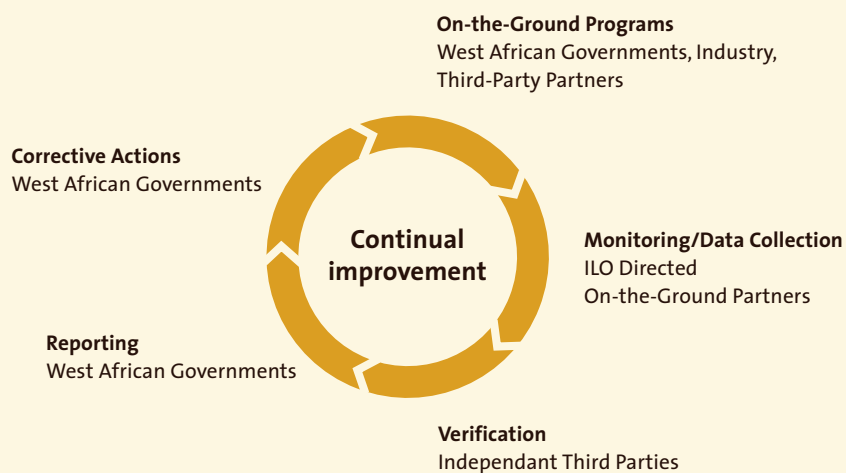 On-the-Ground Programs
West African Governments, Industry,
Third-Party Partners
Corrective Actions
West African Governments
Continual
improvement
Monitoring/Data Collection
ILO Directed
On-the-Ground Partners
Reporting
West African Governments
Verification
Independant Third Parties